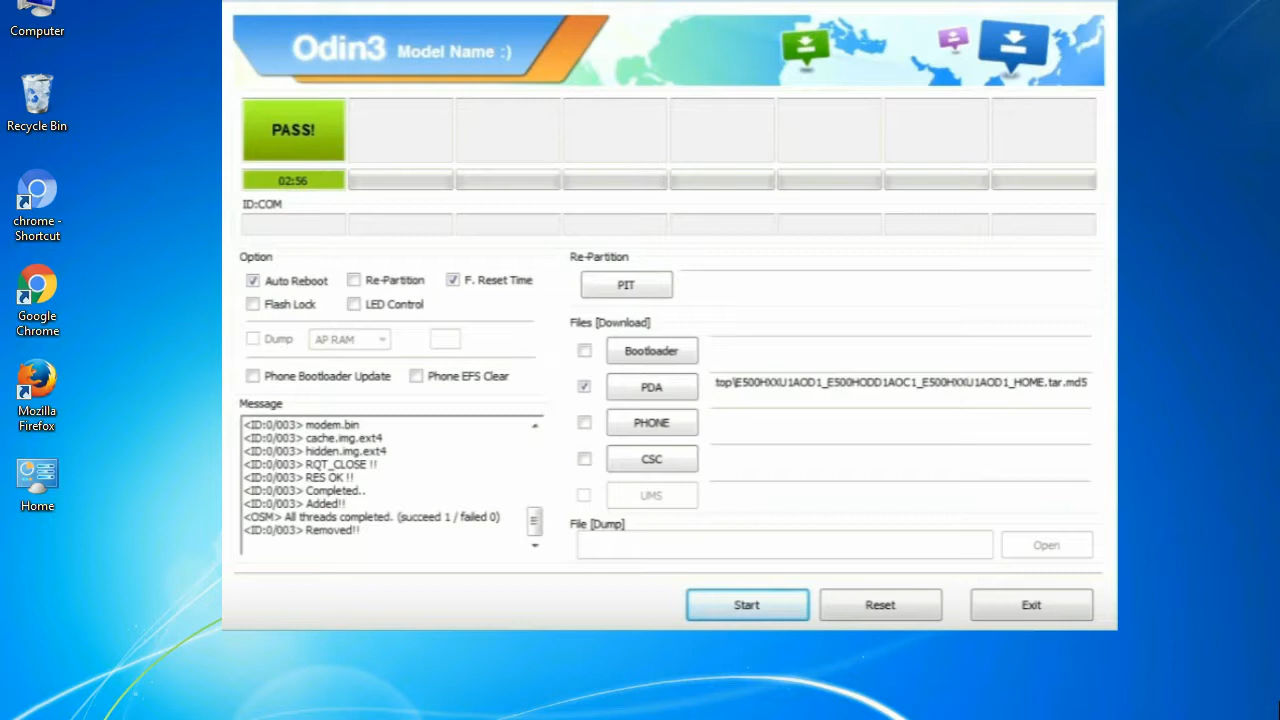 Computer
Recycle Bin
chrome -
Shortcut
Google
Chrome
Mozilla
Firefox
Home
Odin3 Model Name :)
PASS!
02:56
ID:COM
Option
Auto Reboot Re-Partition F. Reset Time
Flash Lock LED Control
Dump AP RAM
Phone Bootloader Update Phone EFS Clear
Message
<ID:0/003> modem.bin
<ID:0/003> cache.img.ext4
<ID:0/003> hidden.img.ext4
<ID:0/003> RQT_CLOSE !!
<ID:0/003> RES OK !!
<ID:0/003> Completed..
<ID:0/003> Added!!
<OSM> All threads completed. (succeed 1 / failed 0)
<ID:0/003> Removed!!
Re-Partition
PIT
Files [Download]
Bootloader
PDA top\E500HXXU1AOD1_E500HODD1AOC1_E500HXXU1AOD1_HOME.tar.md5
PHONE
CSC
UMS
File [Dump]
Open
Start Reset Exit